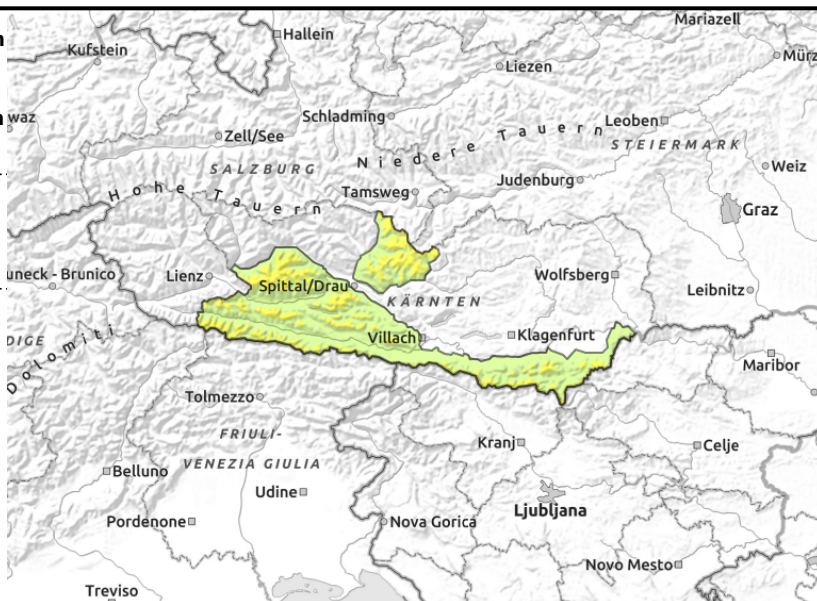 Mariazell
Hallein
n
Kufstein
Mürz
Liezen
Schladming
Leoben
waz
n
Zell/See
Niedere Tauern
STEIERMARK
SALZBURG
Weiz
Hohe Tauern
Tamsweg
Judenburg
Graz
uneck - Brunico
Lienz
Spittal/Drau
Wolfsberg
Leibnitz
KÄRNTEN
Villach
Klagenfurt
DIGE
Dolomiti
Maribor
Tolmezzo
FRIULI-
VENEZIA GIULIA
Kranj
Celje
Belluno
Udine
Ljubljana
Pordenone
Nova Gorica
Novo Mesto
Treviso